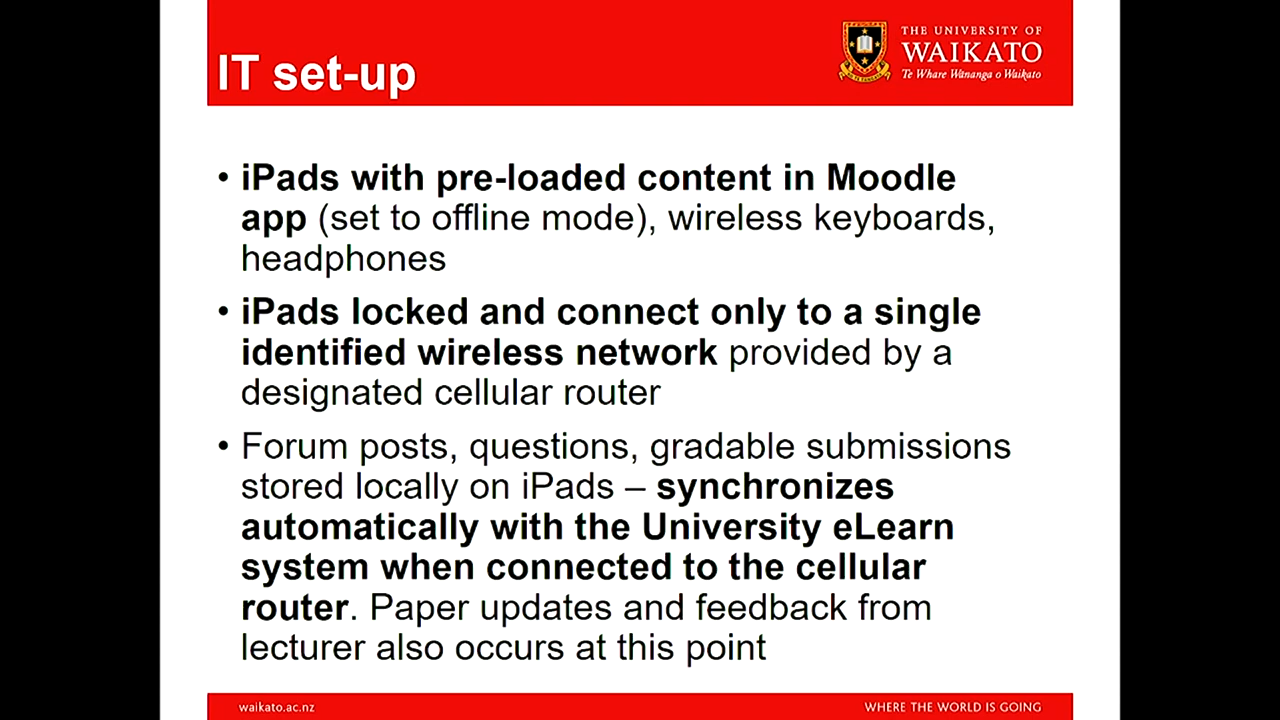 IT set-up
THE UNIVERSITY OF
WAIKATO
Te Whare Wānanga o Waikato
• iPads with pre-loaded content in Moodle
app (set to offline mode), wireless keyboards,
headphones
• iPads locked and connect only to a single
identified wireless network provided by a
designated cellular router
• Forum posts, questions, gradable submissions
stored locally on iPads – synchronizes
automatically with the University eLearn
system when connected to the cellular
router. Paper updates and feedback from
lecturer also occurs at this point
waikato.ac.nz
WHERE THE WORLD IS GOING